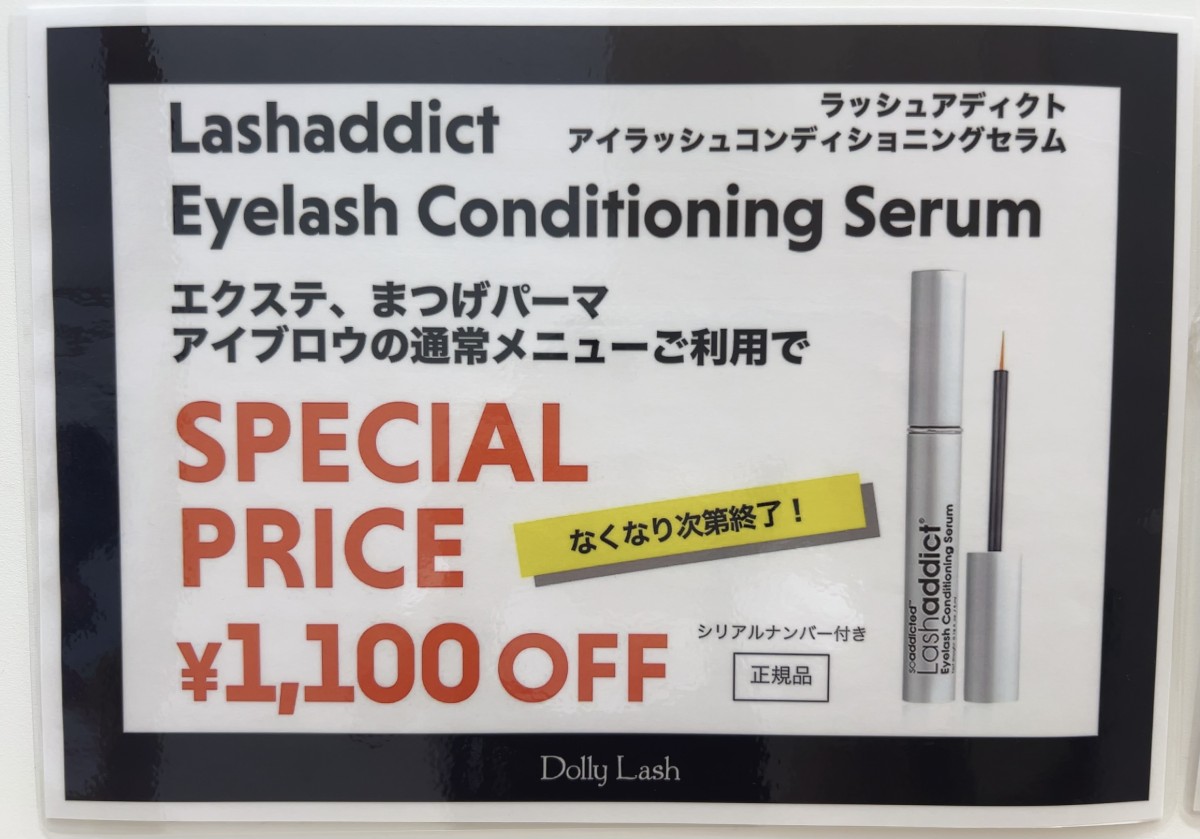 Lashaddict
ラッシュアディクト
アイラッシュコンディショニングセラム
Eyelash Conditioning Serum
エクステ、まつげパーマ
アイブロウの通常メニューご利用で
SPECIAL
PRICE
なくなり次第終了！
¥1,100 OFF
シリアルナンバー付き
正規品
soaddicted™
Lashaddict®
Eyelash Conditioning Serum
Dolly Lash